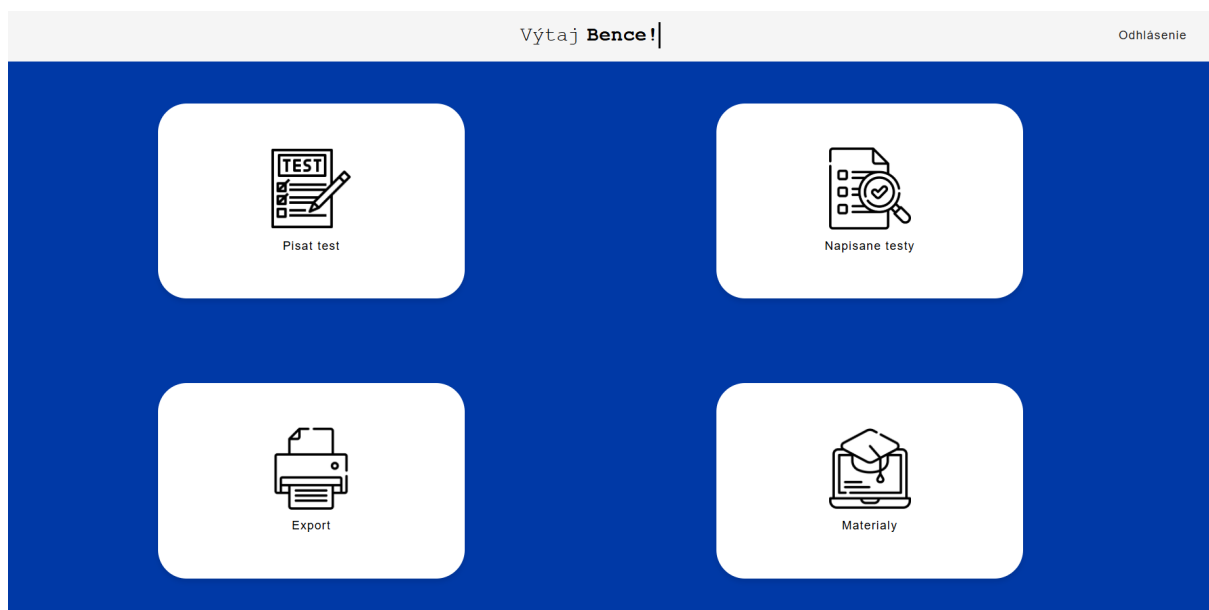 Výtaj Bence!
Odhlásenie
TEST
Pisat test
Napisane testy
Export
Materialy